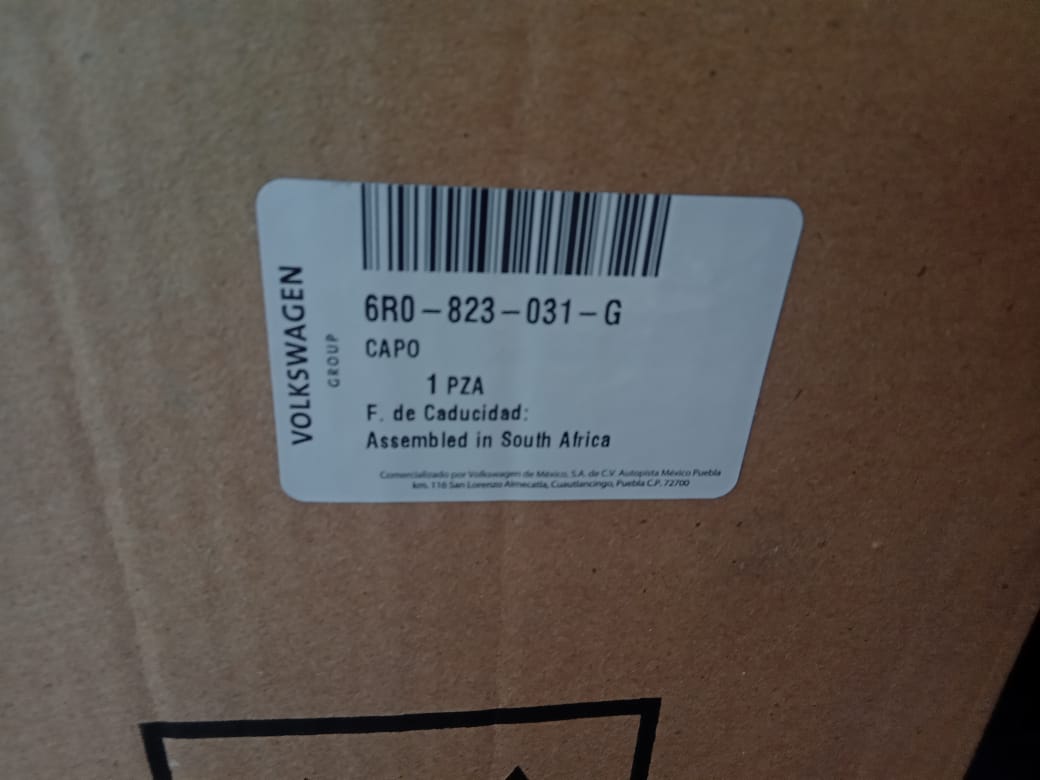 VOLKSWAGEN
GROUP
6R0-823-031-G
CAPO
1 PZA
F. de Caducidad:
Assembled in South Africa
Comercializado por Volkswagen de México, S.A. de C.V. Autopista México Puebla
km. 116 San Lorenzo Almecatla, Cuautlancingo, Puebla C.P. 72700